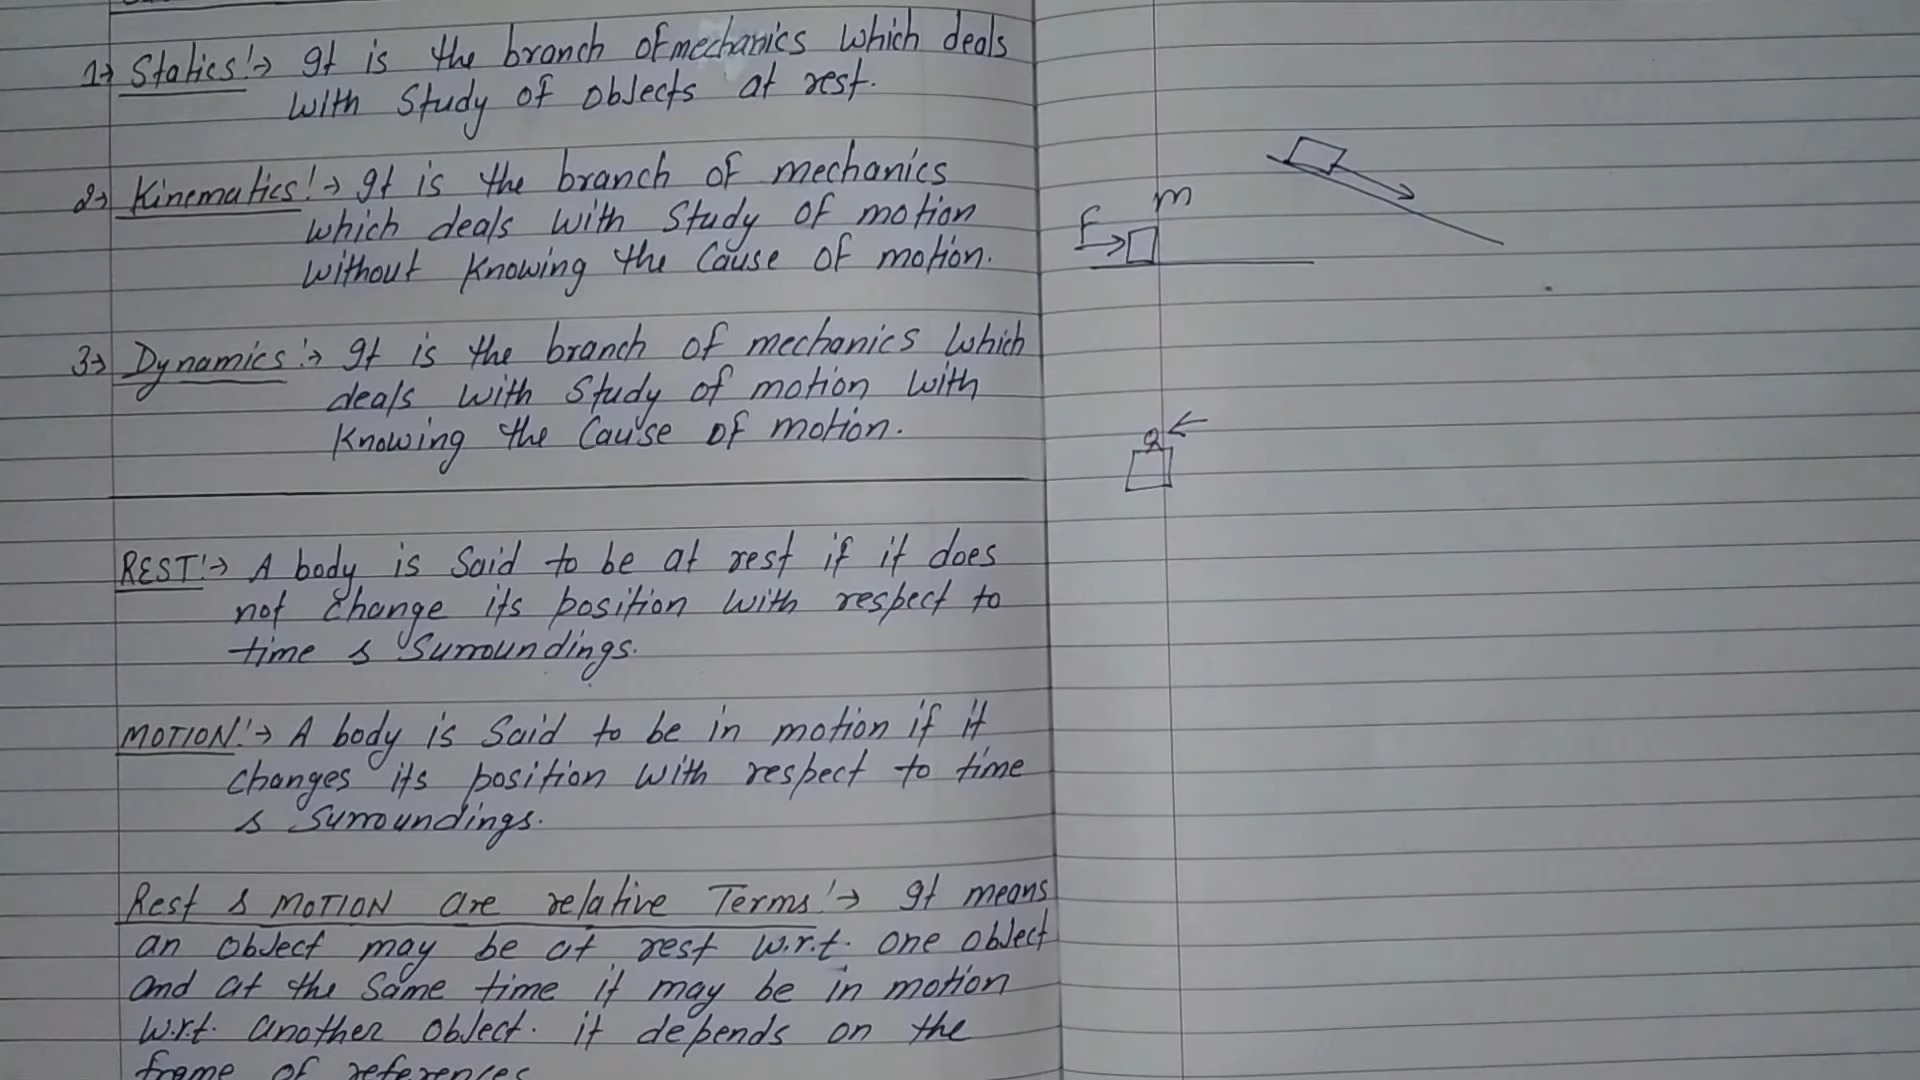 1→ Statics:→ It is the branch of mechanics which deals
with study of objects at rest.
2→ Kinematics:→ It is the branch of mechanics
which deals with study of motion
without knowing the cause of motion.
3→ Dynamics:→ It is the branch of mechanics which
deals with study of motion with
knowing the cause of motion.
REST:→ A body is said to be at rest if it does
not change its position with respect to
time & surroundings.
MOTION:→ A body is said to be in motion if it
changes its position with respect to time
& surroundings.
Rest & MOTION are relative Terms:→ It means
an object may be at rest w.r.t. one object
and at the same time it may be in motion
w.r.t. another object. it depends on the
frame of references
m
F